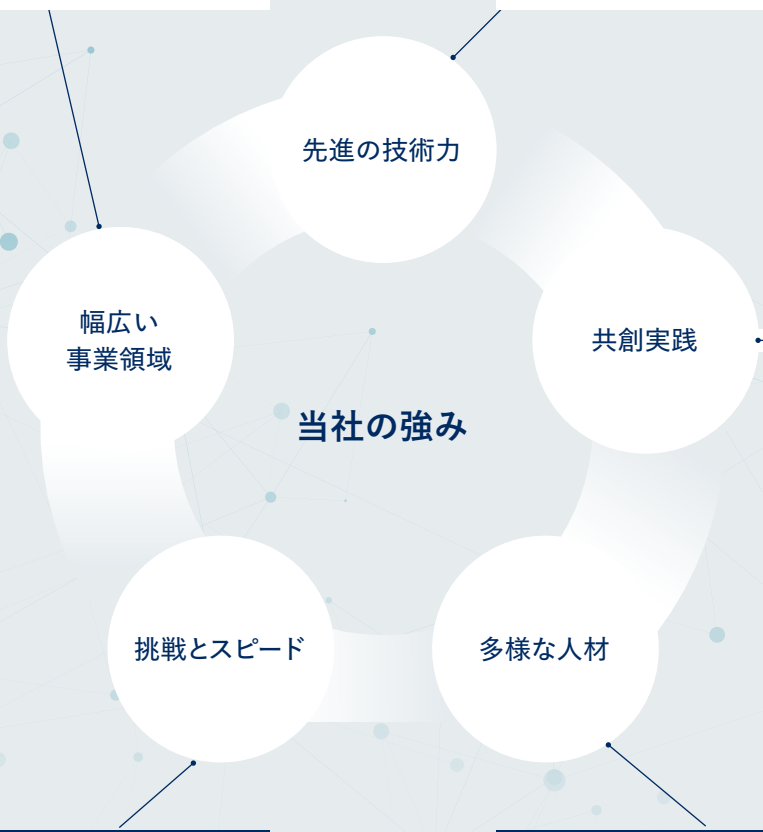 先進の技術力
幅広い
事業領域
共創実践
当社の強み
挑戦とスピード
多様な人材